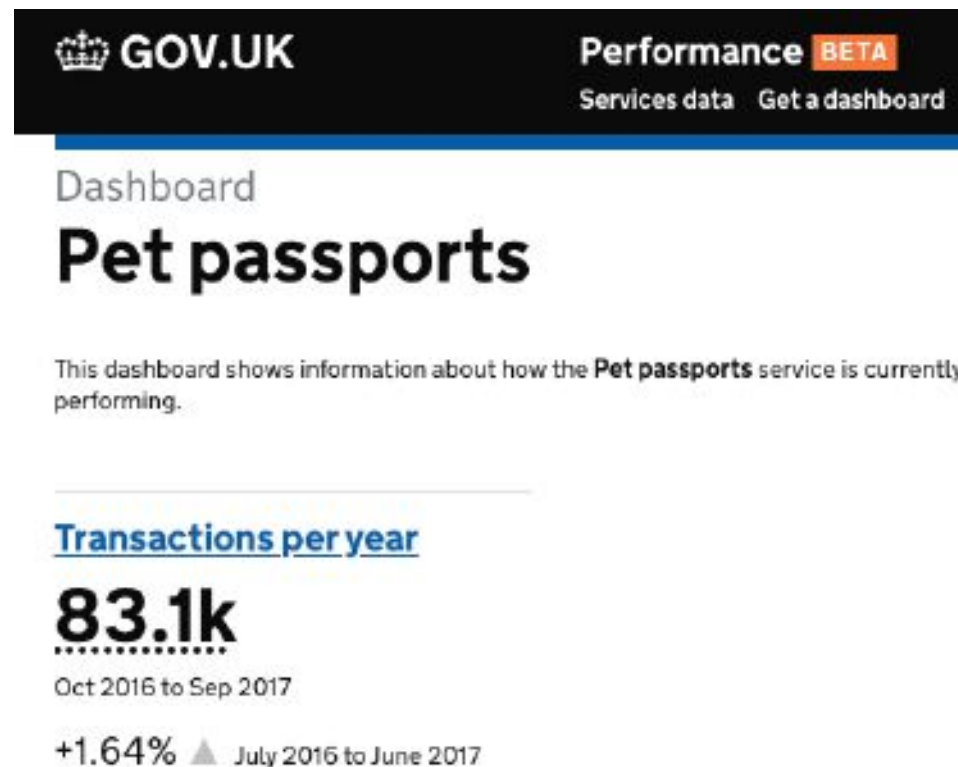 GOV.UK
Performance BETA
Services data Get a dashboard
Dashboard
Pet passports
This dashboard shows information about how the Pet passports service is currently
performing.
Transactions per year
83.1k
Oct 2016 to Sep 2017
+1.64% July 2016 to June 2017